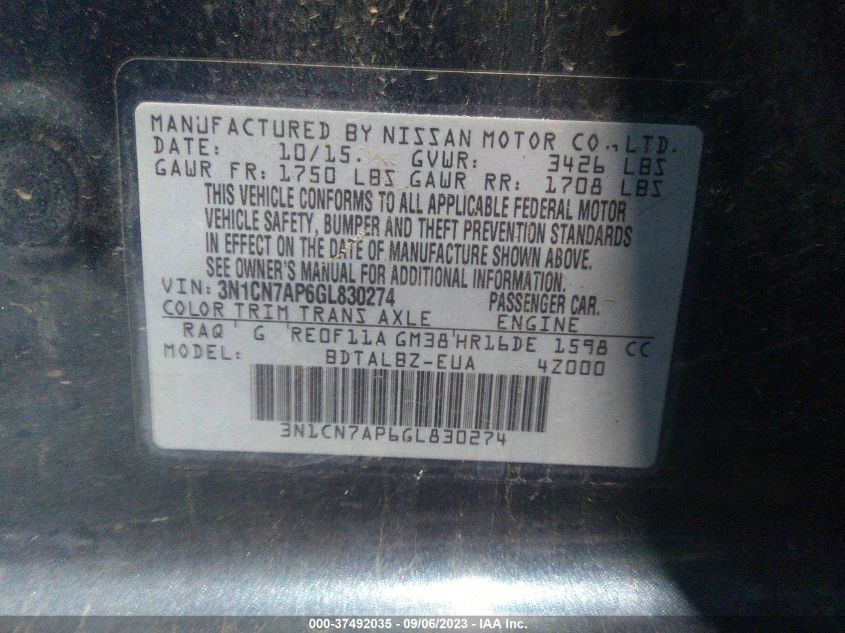 MANUFACTURED BY NISSAN MOTOR CO., LTD.
DATE: 10/15. GVWR: 3426 LBS
GAWR FR: 1750 LBS GAWR RR: 1708 LBS
THIS VEHICLE CONFORMS TO ALL APPLICABLE FEDERAL MOTOR
VEHICLE SAFETY, BUMPER AND THEFT PREVENTION STANDARDS
IN EFFECT ON THE DATE OF MANUFACTURE SHOWN ABOVE.
SEE OWNER'S MANUAL FOR ADDITIONAL INFORMATION.
VIN: 3N1CN7AP6GL830274 PASSENGER CAR.
COLOR TRIM TRANS AXLE ENGINE
RAQ G RE0F11A GM38 HR16DE 1598 CC
MODEL: BDTALBZ-EUA 4Z000
3N1CN7AP6GL830274
000-37492035 - 09/06/2023 - IAA Inc.